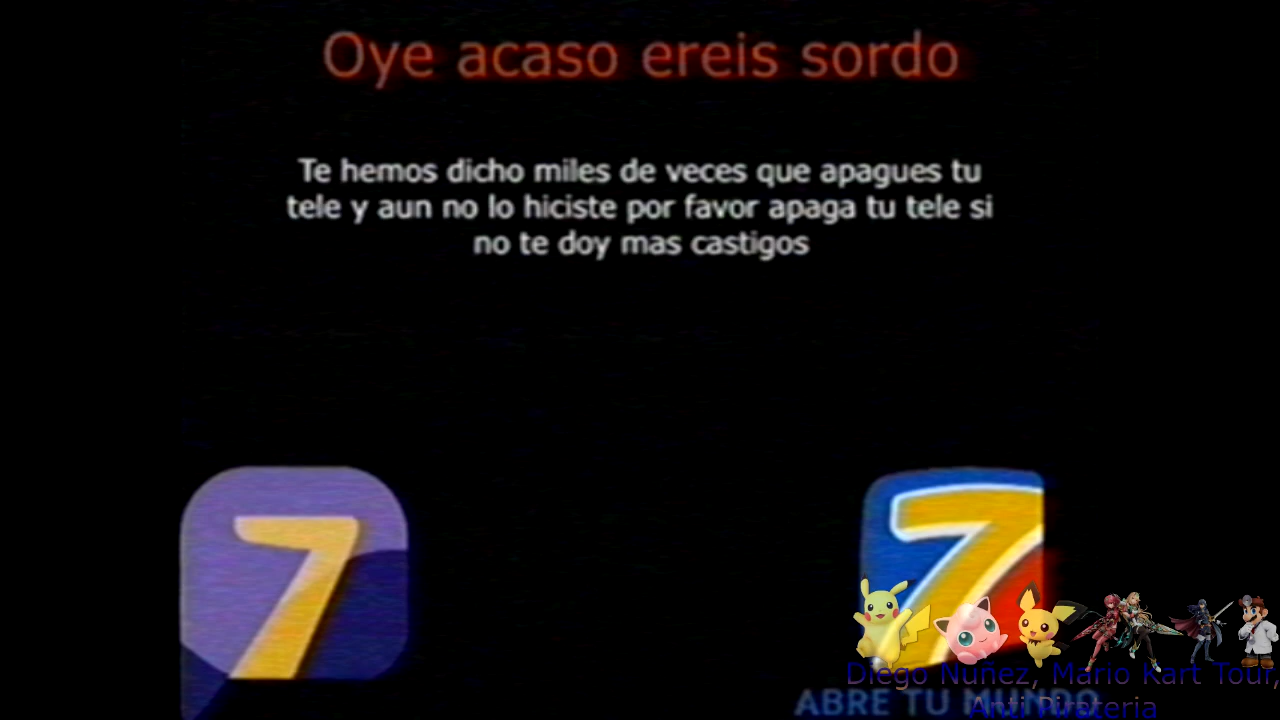 Oye acaso ereis sordo
Te hemos dicho miles de veces que apagues tu
tele y aun no lo hiciste por favor apaga tu tele si
no te doy mas castigos
7
7
Diego Nuñez, Mario Kart Tour,
ABRE TU MUNDO
Anti Pirateria